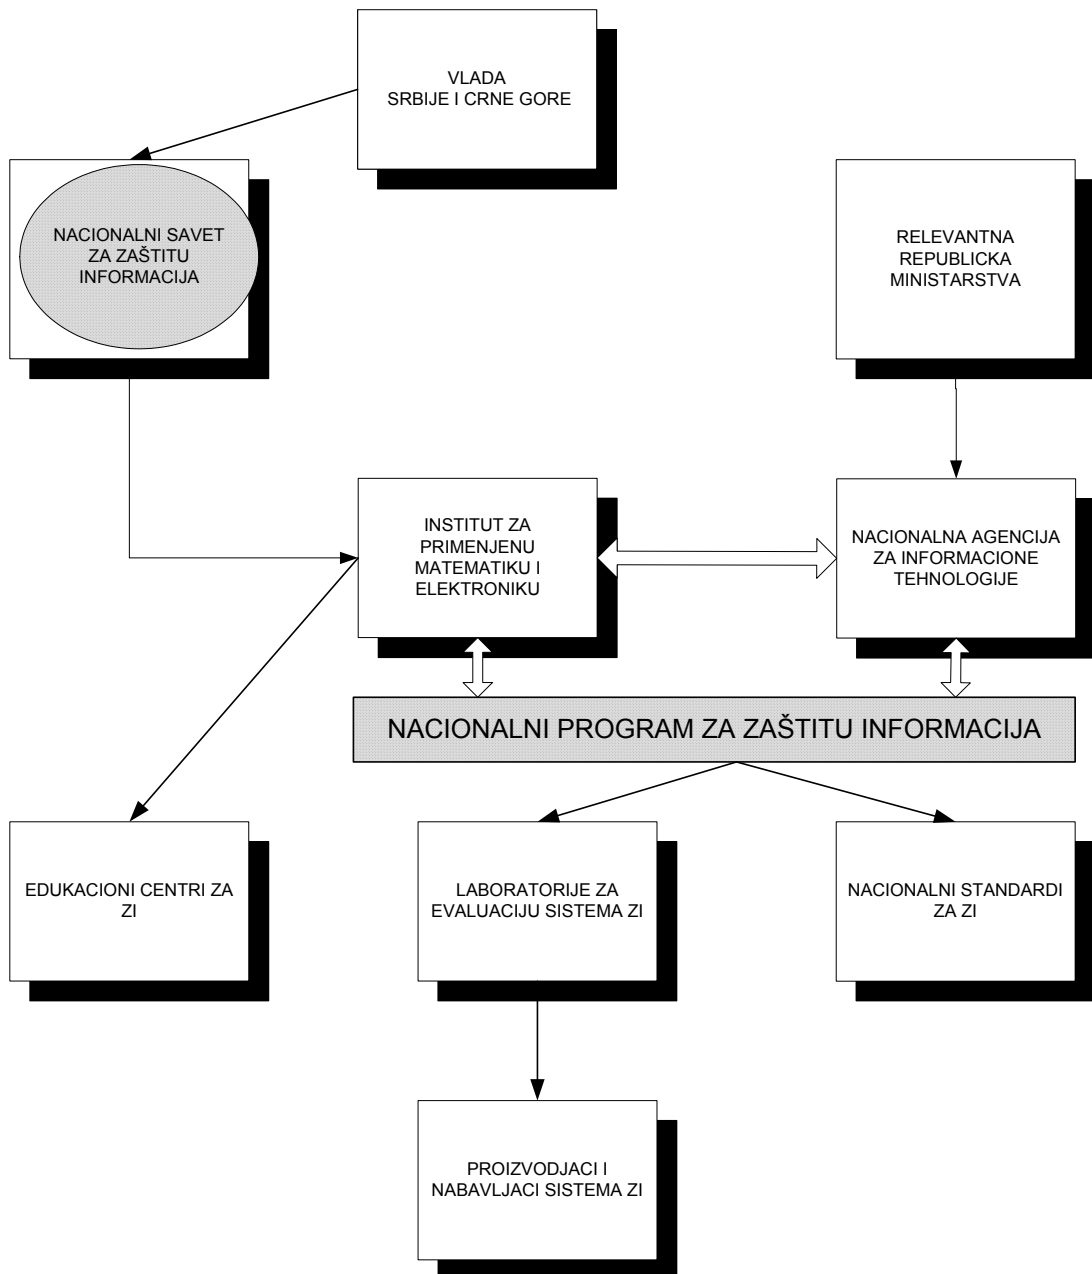 VLADA
SRBIJE I CRNE GORE
NACIONALNI SAVET
ZA ZAŠTITU
INFORMACIJA
RELEVANTNA
REPUBLICKA
MINISTARSTVA
INSTITUT ZA
PRIMENJENU
MATEMATIKU I
ELEKTRONIKU
NACIONALNA AGENCIJA
ZA INFORMACIONE
TEHNOLOGIJE
NACIONALNI PROGRAM ZA ZAŠTITU INFORMACIJA
EDUKACIONI CENTRI ZA
ZI
LABORATORIJE ZA
EVALUACIJU SISTEMA ZI
NACIONALNI STANDARDI
ZA ZI
PROIZVODJACI I
NABAVLJACI SISTEMA ZI